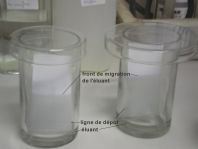 front de migration
de l'éluant
ligne de dépôt
éluant